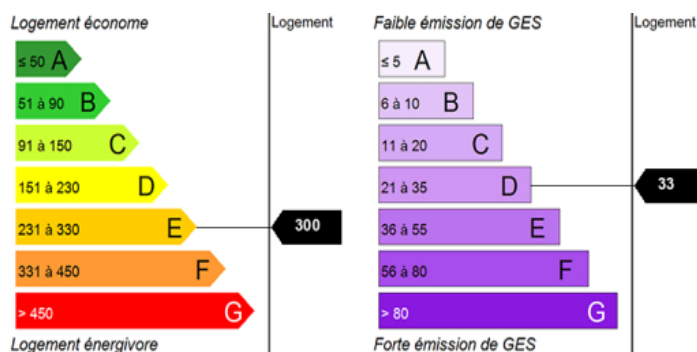 Logement économe
Logement
≤ 50 A
51 à 90 B
91 à 150 C
151 à 230 D
231 à 330 E
300
331 à 450 F
> 450 G
Logement énergivore
Faible émission de GES
Logement
≤ 5 A
6 à 10 B
11 à 20 C
21 à 35 D
33
36 à 55 E
56 à 80 F
> 80 G
Forte émission de GES